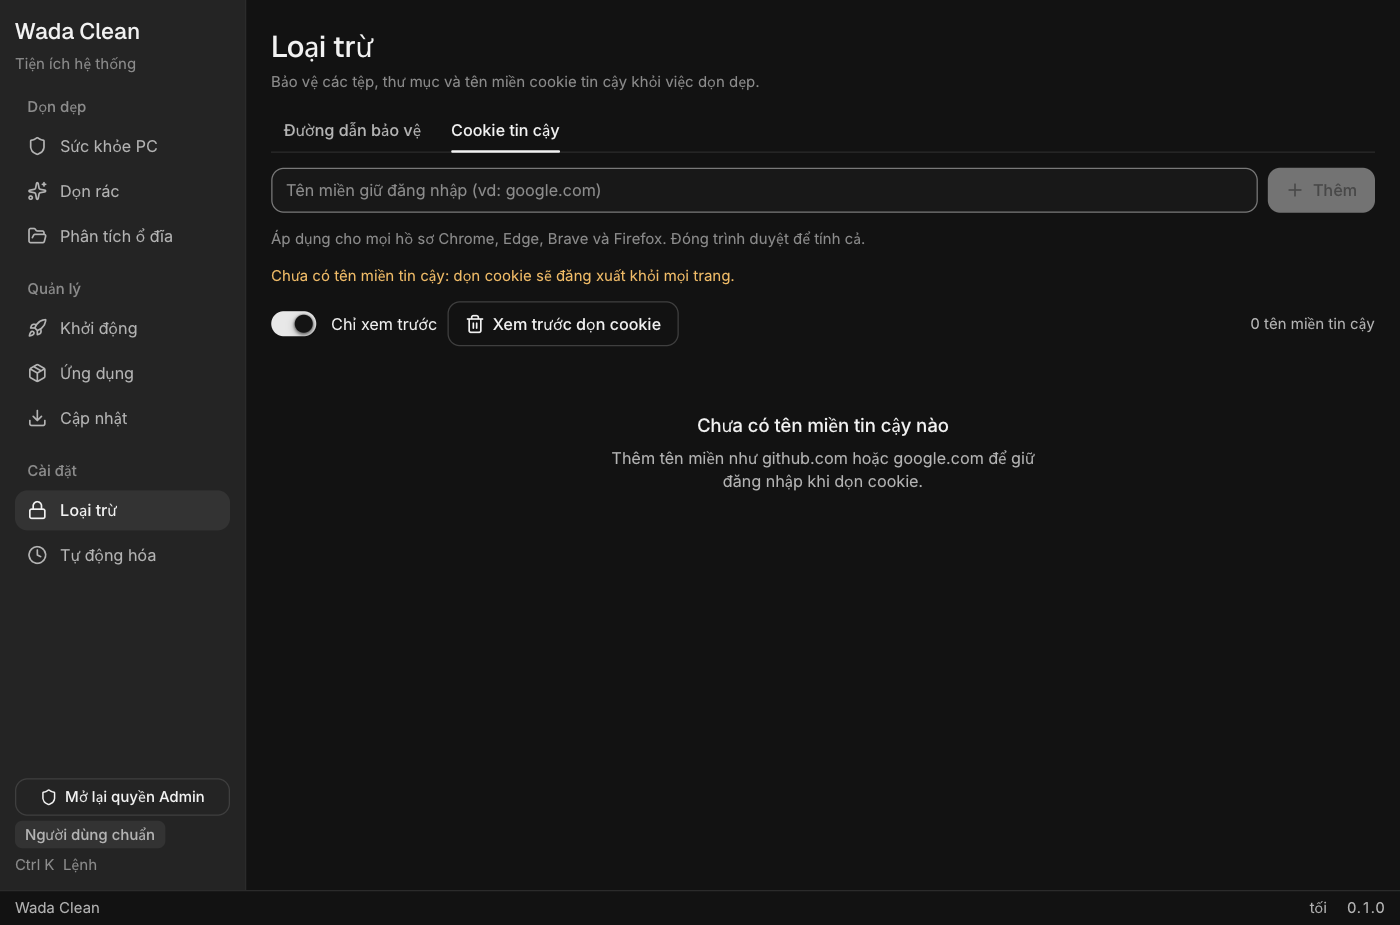 Wada Clean
Tiện ích hệ thống
Dọn dẹp
Sức khỏe PC
Dọn rác
Phân tích ổ đĩa
Quản lý
Khởi động
Ứng dụng
Cập nhật
Cài đặt
Loại trừ
Tự động hóa
Mở lại quyền Admin
Người dùng chuẩn
Ctrl K Lệnh
Loại trừ
Bảo vệ các tệp, thư mục và tên miền cookie tin cậy khỏi việc dọn dẹp.
Đường dẫn bảo vệ Cookie tin cậy
Tên miền giữ đăng nhập (vd: google.com)
Thêm
Áp dụng cho mọi hồ sơ Chrome, Edge, Brave và Firefox. Đóng trình duyệt để tính cả.
Chưa có tên miền tin cậy: dọn cookie sẽ đăng xuất khỏi mọi trang.
Chỉ xem trước Xem trước dọn cookie 0 tên miền tin cậy
Chưa có tên miền tin cậy nào
Thêm tên miền như github.com hoặc google.com để giữ
đăng nhập khi dọn cookie.
Wada Clean tối 0.1.0